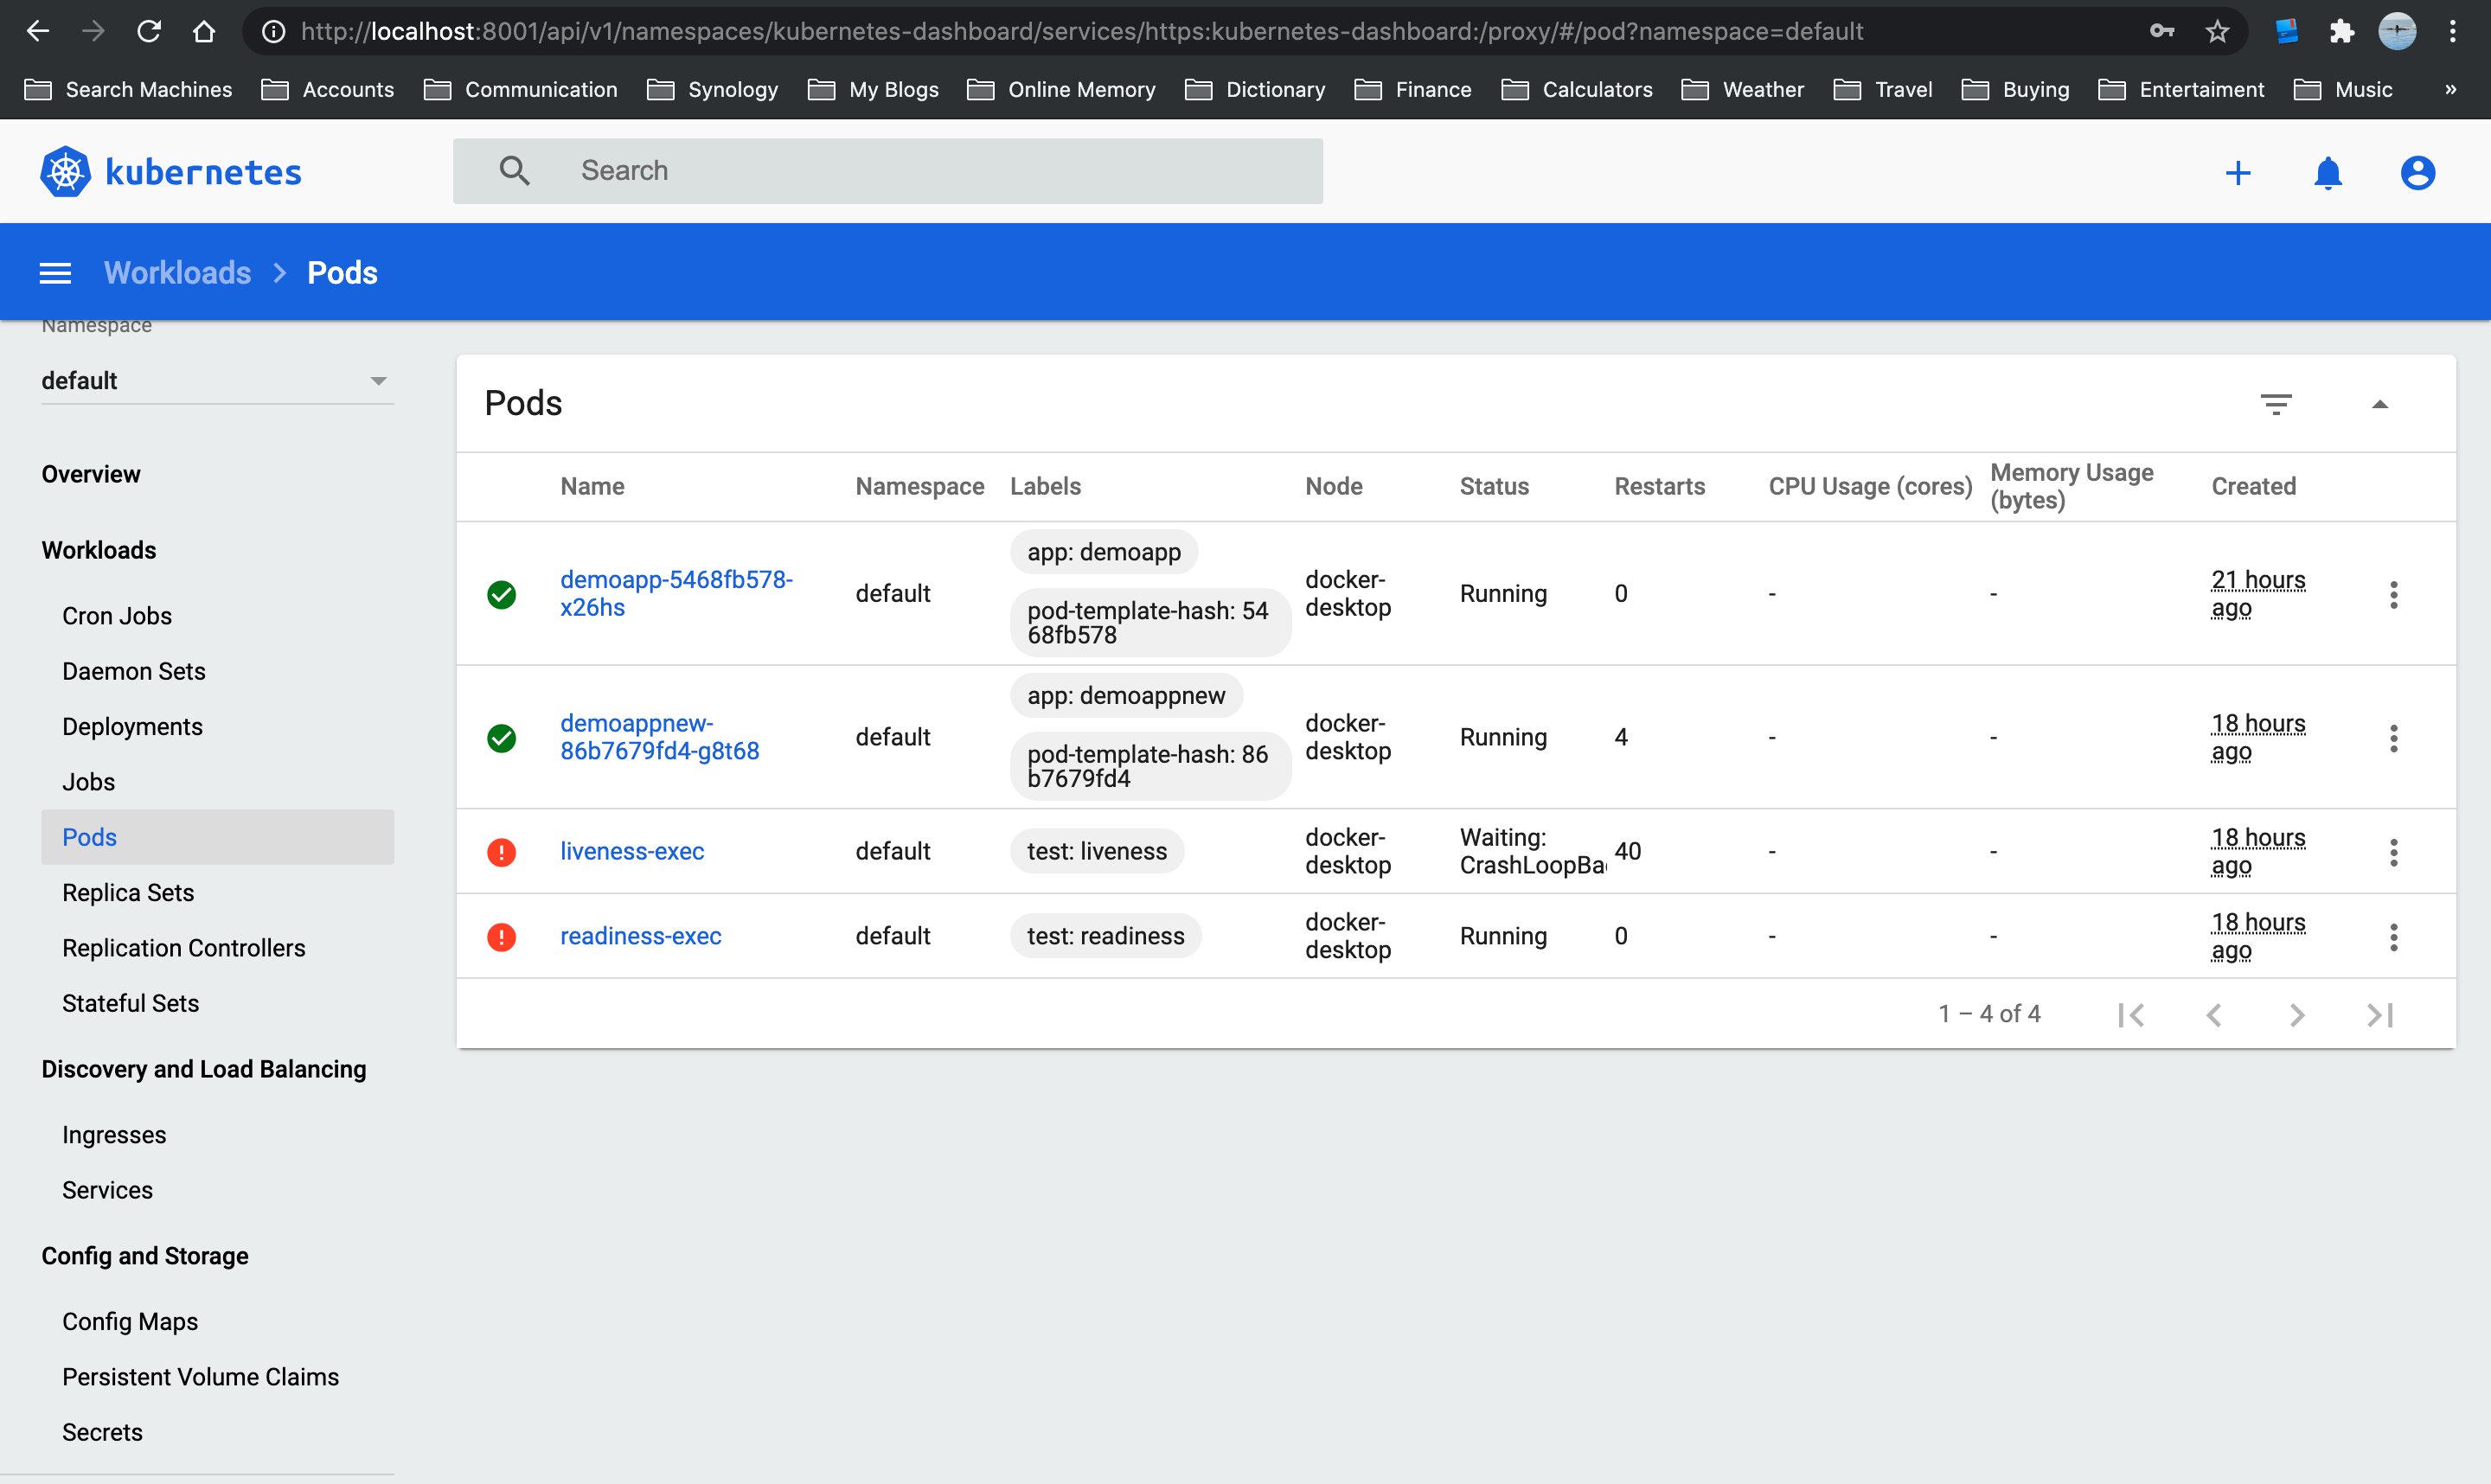 http://localhost:8001/api/v1/namespaces/kubernetes-dashboard/services/https:kubernetes-dashboard:/proxy/#/pod?namespace=default
Search Machines Accounts Communication Synology My Blogs Online Memory Dictionary Finance Calculators Weather Travel Buying Entertaiment Music »
kubernetes
Search
Workloads > Pods
Namespace
default
Overview
Workloads
Cron Jobs
Daemon Sets
Deployments
Jobs
Pods
Replica Sets
Replication Controllers
Stateful Sets
Discovery and Load Balancing
Ingresses
Services
Config and Storage
Config Maps
Persistent Volume Claims
Secrets
Pods
Name Namespace Labels Node Status Restarts CPU Usage (cores) Memory Usage
(bytes) Created
demoapp-5468fb578-
x26hs
default
app: demoapp
pod-template-hash: 54
68fb578
docker-
desktop
Running
0
-
-
21 hours
ago
demoappnew-
86b7679fd4-g8t68
default
app: demoappnew
pod-template-hash: 86
b7679fd4
docker-
desktop
Running
4
-
-
18 hours
ago
liveness-exec
default
test: liveness
docker-
desktop
Waiting:
CrashLoopBa
40
-
-
18 hours
ago
readiness-exec
default
test: readiness
docker-
desktop
Running
0
-
-
18 hours
ago
1 – 4 of 4